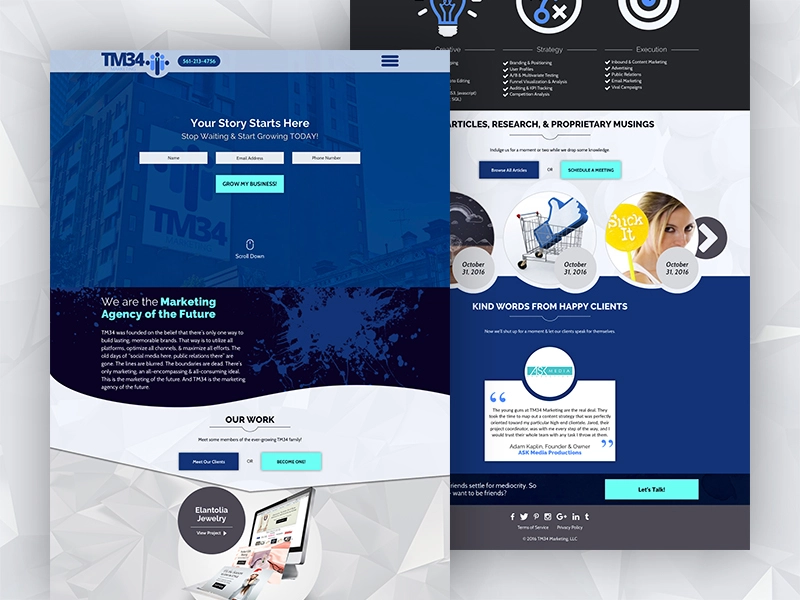 TM34
561-213-4756
Your Story Starts Here
Stop Waiting & Start Growing TODAY!
Name
Email Address
Phone Number
GROW MY BUSINESS!
TM34
Scroll Down
We are the Marketing
Agency of the Future
TM34 was founded on the belief that there's only one way to
build lasting, memorable brands. That way is to utilize all
platforms, optimize all channels, & maximize all efforts. The
old days of "social media here, public relations there" are
gone. The lines are blurred. The boundaries are dead. There's
only marketing, an all-encompassing & all-consuming ideal.
This is the marketing of the future. And TM34 is the marketing
agency of the future.
OUR WORK
Meet some members of the ever-growing TM34 family!
Meet Our Clients
OR
BECOME ONE!
Elantolia
Jewelry
View Project
Creative
Strategy
Execution
Branding & Positioning
User Profiles
A/B & Multivariate Testing
Funnel Visualization & Analysis
Auditing & KPI Tracking
Competition Analysis
Inbound & Content Marketing
Advertising
Public Relations
Email Marketing
Viral Campaigns
Editing
Javascript)
SQL)
ARTICLES, RESEARCH, & PROPRIETARY MUSINGS
Indulge us for a moment or two while we drop some knowledge.
Browse All Articles
OR
SCHEDULE A MEETING
October
31, 2016
October
31, 2016
Suck
It
October
31, 2016
KIND WORDS FROM HAPPY CLIENTS
Now we'll shut up for a moment & let our clients speak for themselves.
ASK MEDIA
The young guns at TM34 Marketing are the real deal. They
took the time to map out a content strategy that was perfectly
oriented toward my particular high end clientele. Jared, their
project coordinator, was with me every step of the way, and I
would trust their whole team with any task I throw at them.
Adam Kaplin, Founder & Owner
ASK Media Productions
friends settle for mediocrity. So
want to be friends?
Let's Talk!
Terms of Service
Privacy Policy
© 2016 TM34 Marketing, LLC